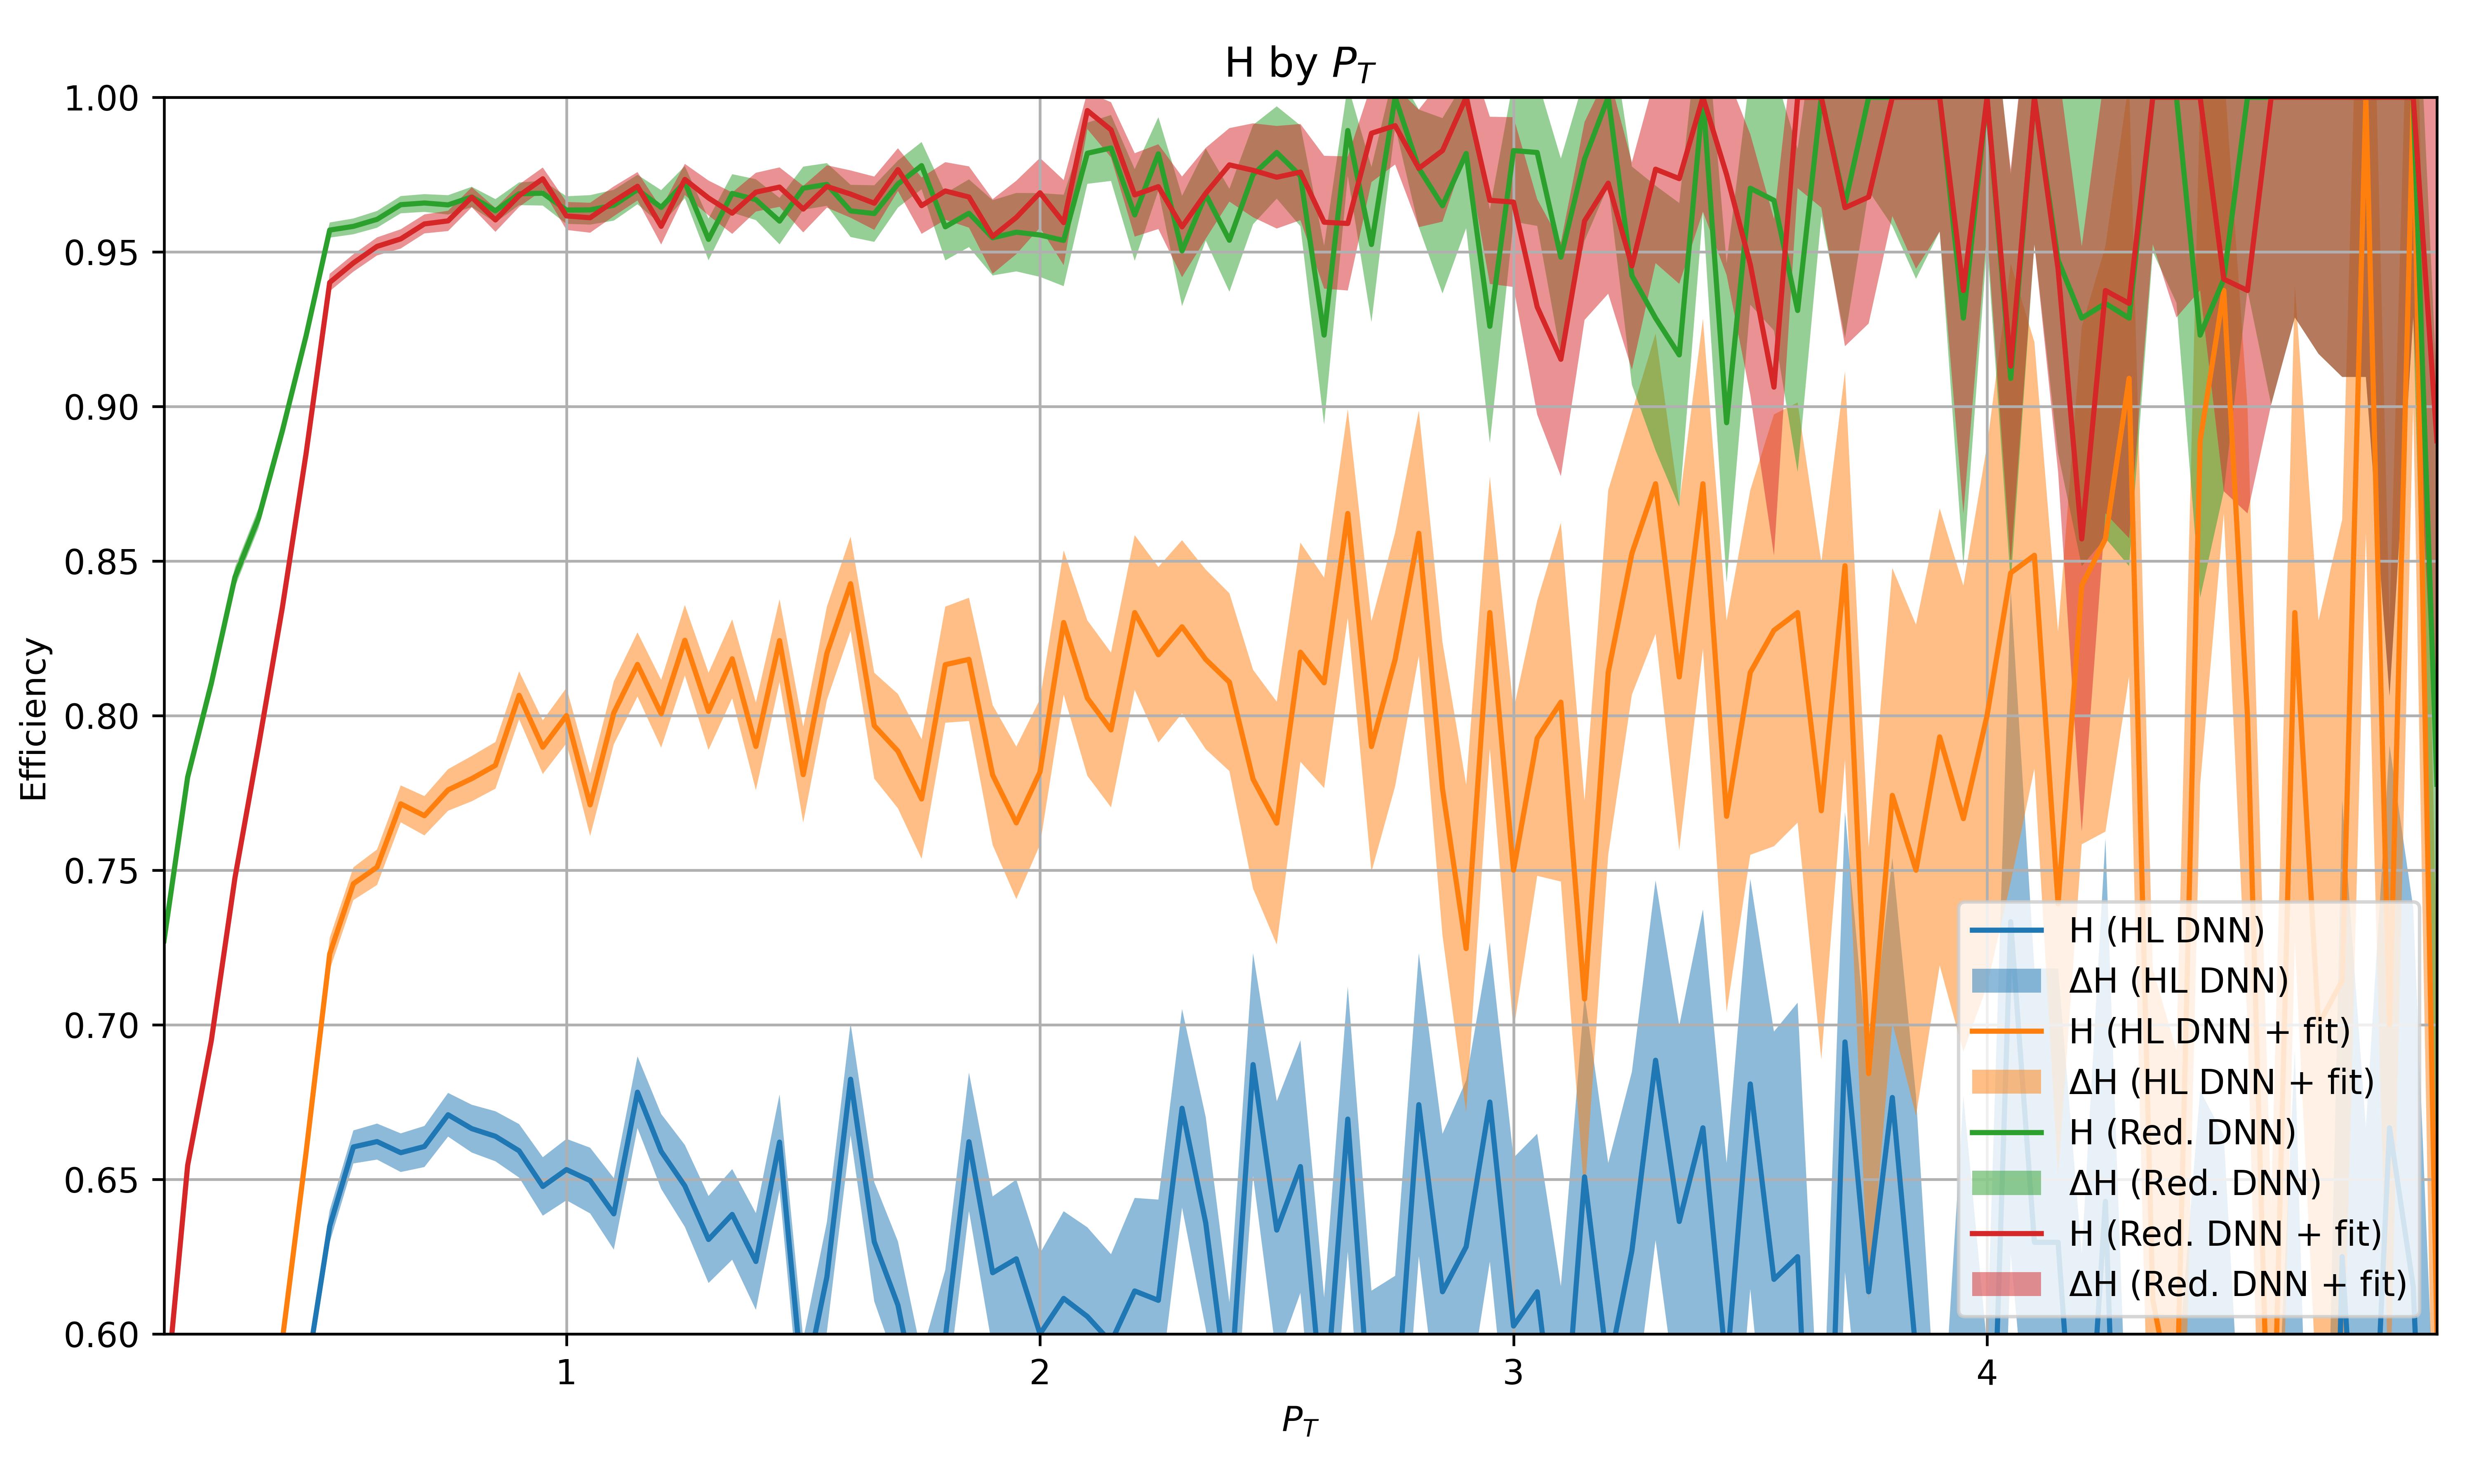 H by P_T
1.00
0.95
0.90
0.85
0.80
0.75
0.70
0.65
0.60
Efficiency
1 2 3 4
P_T
H (HL DNN)
ΔH (HL DNN)
H (HL DNN + fit)
ΔH (HL DNN + fit)
H (Red. DNN)
ΔH (Red. DNN)
H (Red. DNN + fit)
ΔH (Red. DNN + fit)